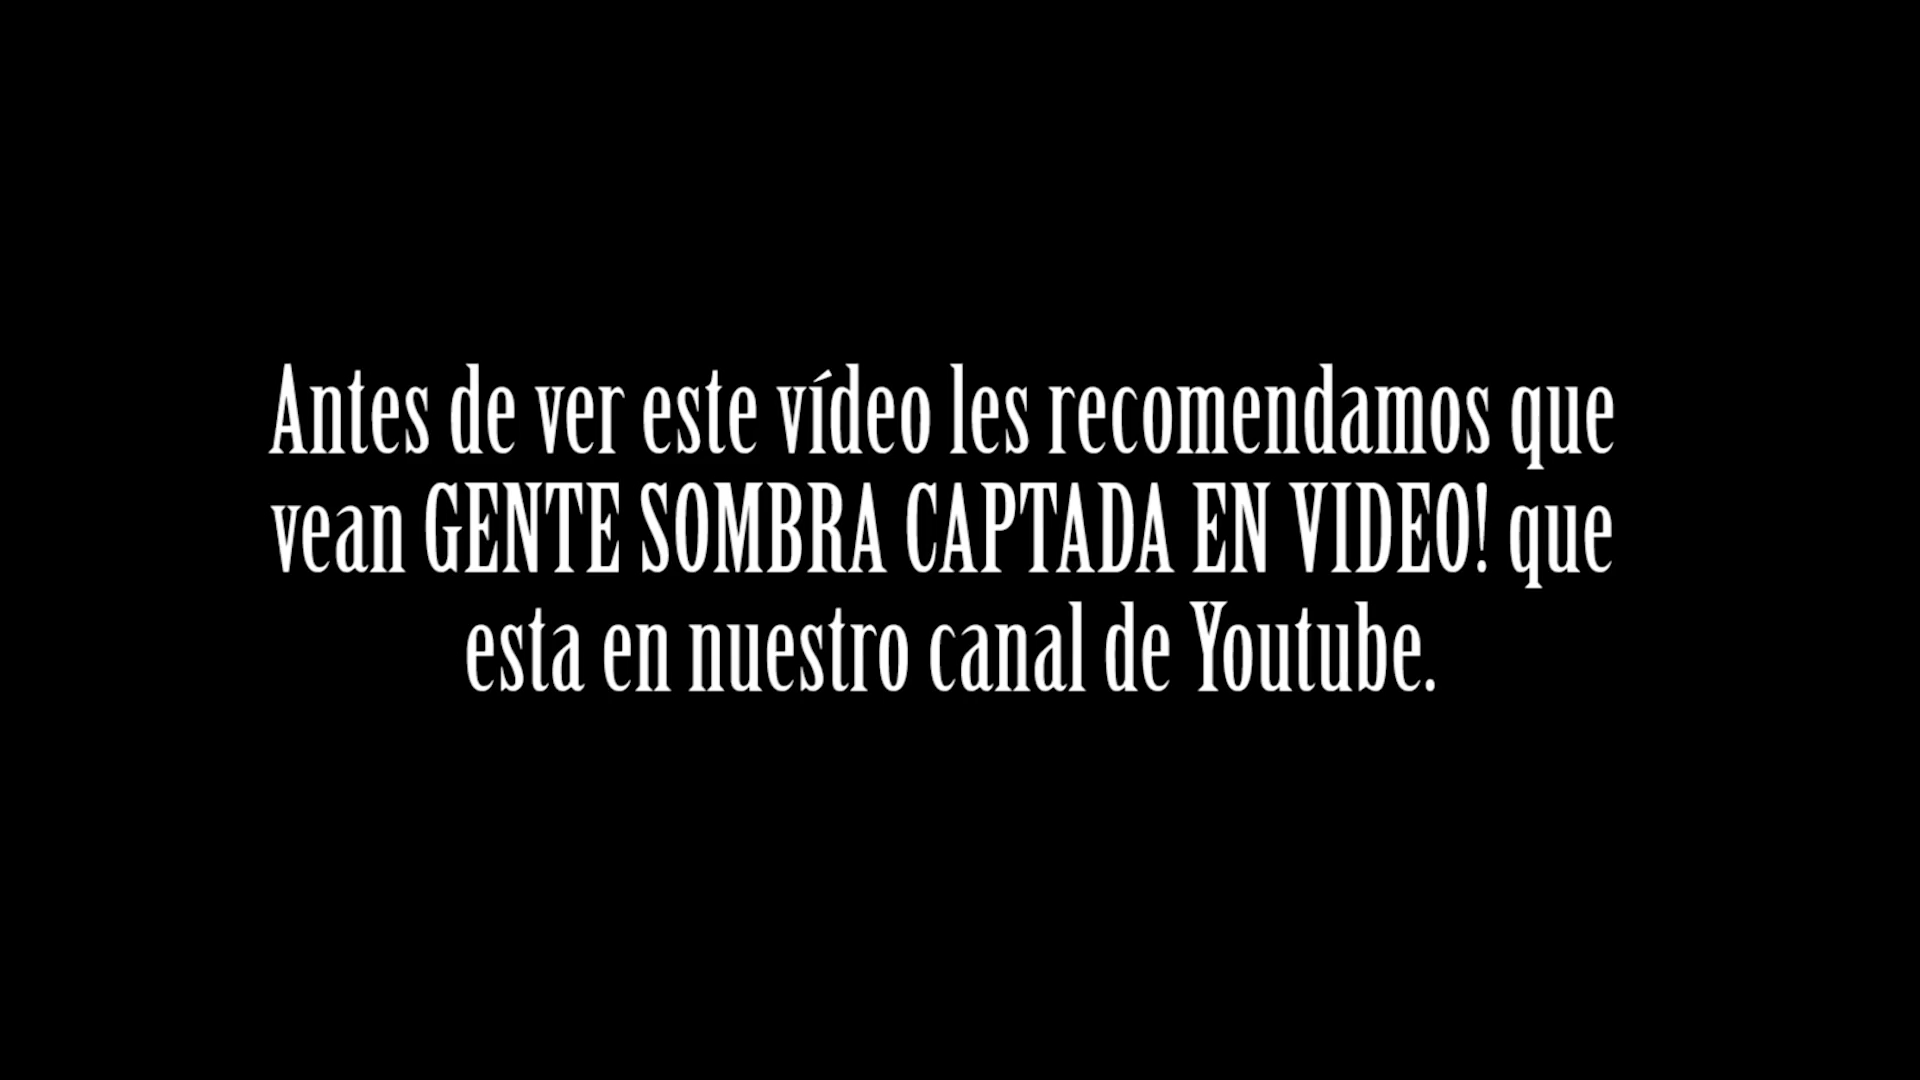 Antes de ver este vídeo les recomendamos que
vean GENTE SOMBRA CAPTADA EN VIDEO! que
esta en nuestro canal de Youtube.